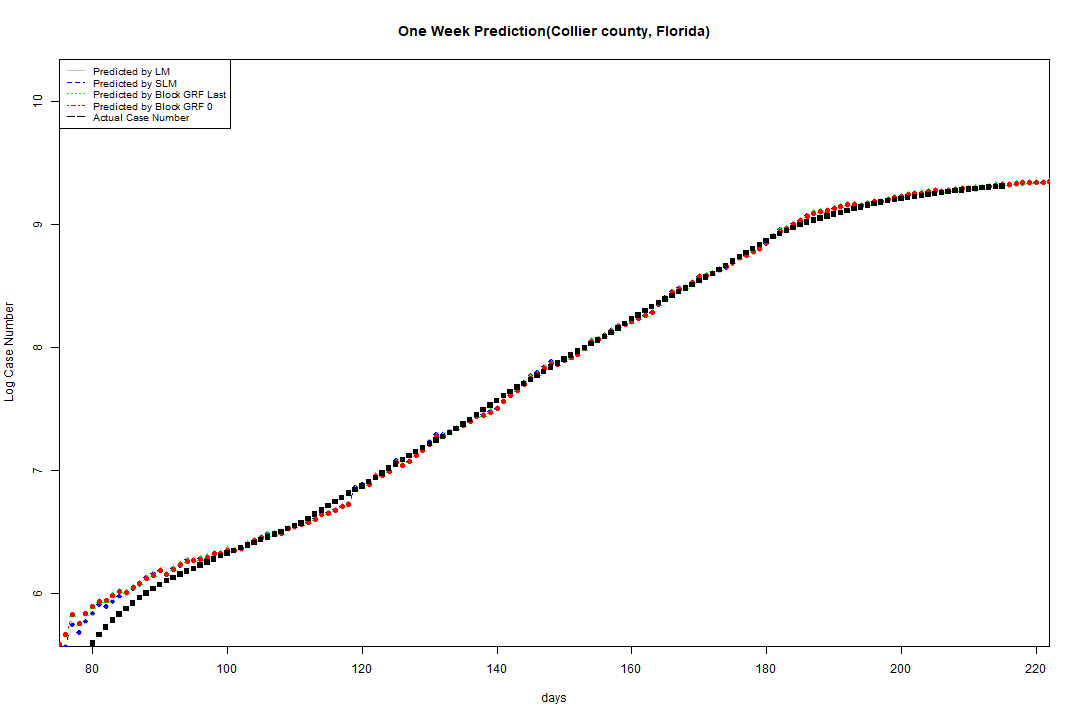 One Week Prediction(Collier county, Florida)
Predicted by LM
Predicted by SLM
Predicted by Block GRF Last
Predicted by Block GRF 0
Actual Case Number
10
9
8
7
6
Log Case Number
80 100 120 140 160 180 200 220
days